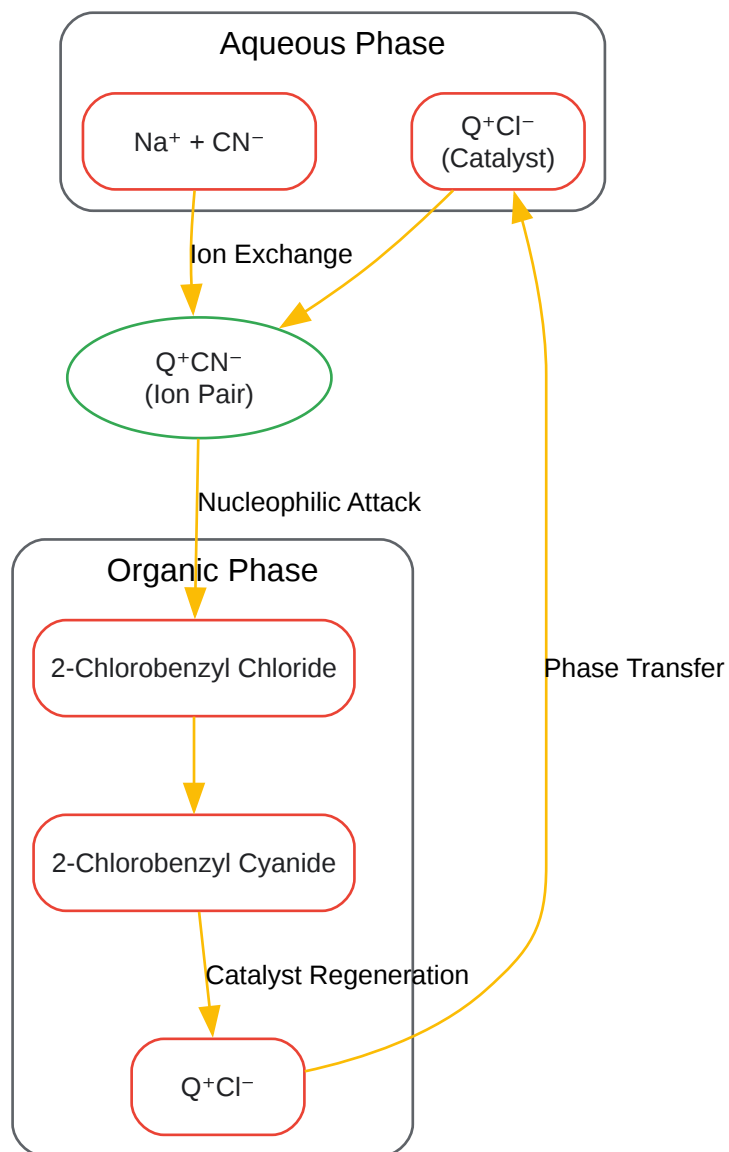 Aqueous Phase
Na⁺ + CN⁻
Q⁺Cl⁻
(Catalyst)
Ion Exchange
Q⁺CN⁻
(Ion Pair)
Nucleophilic Attack
Organic Phase
2-Chlorobenzyl Chloride
Phase Transfer
2-Chlorobenzyl Cyanide
Catalyst Regeneration
Q⁺Cl⁻